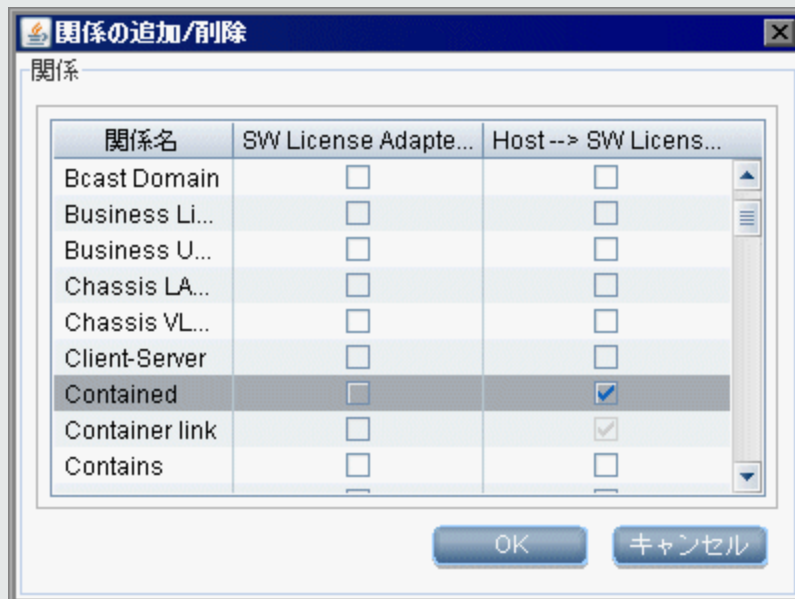 関係の追加/削除
関係
関係名 SW License Adapte... Host --> SW Licens...
Bcast Domain
Business Li...
Business U...
Chassis LA...
Chassis VL...
Client-Server
Contained
Container link
Contains
OK キャンセル